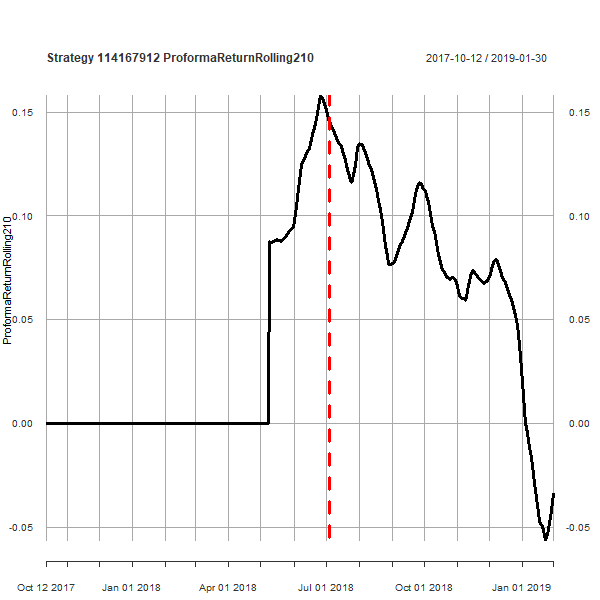 Strategy 114167912 ProformaReturnRolling210
2017-10-12 / 2019-01-30
ProformaReturnRolling210
0.15
0.10
0.05
0.00
-0.05
0.15
0.10
0.05
0.00
-0.05
Oct 12 2017
Jan 01 2018
Apr 01 2018
Jul 01 2018
Oct 01 2018
Jan 01 2019